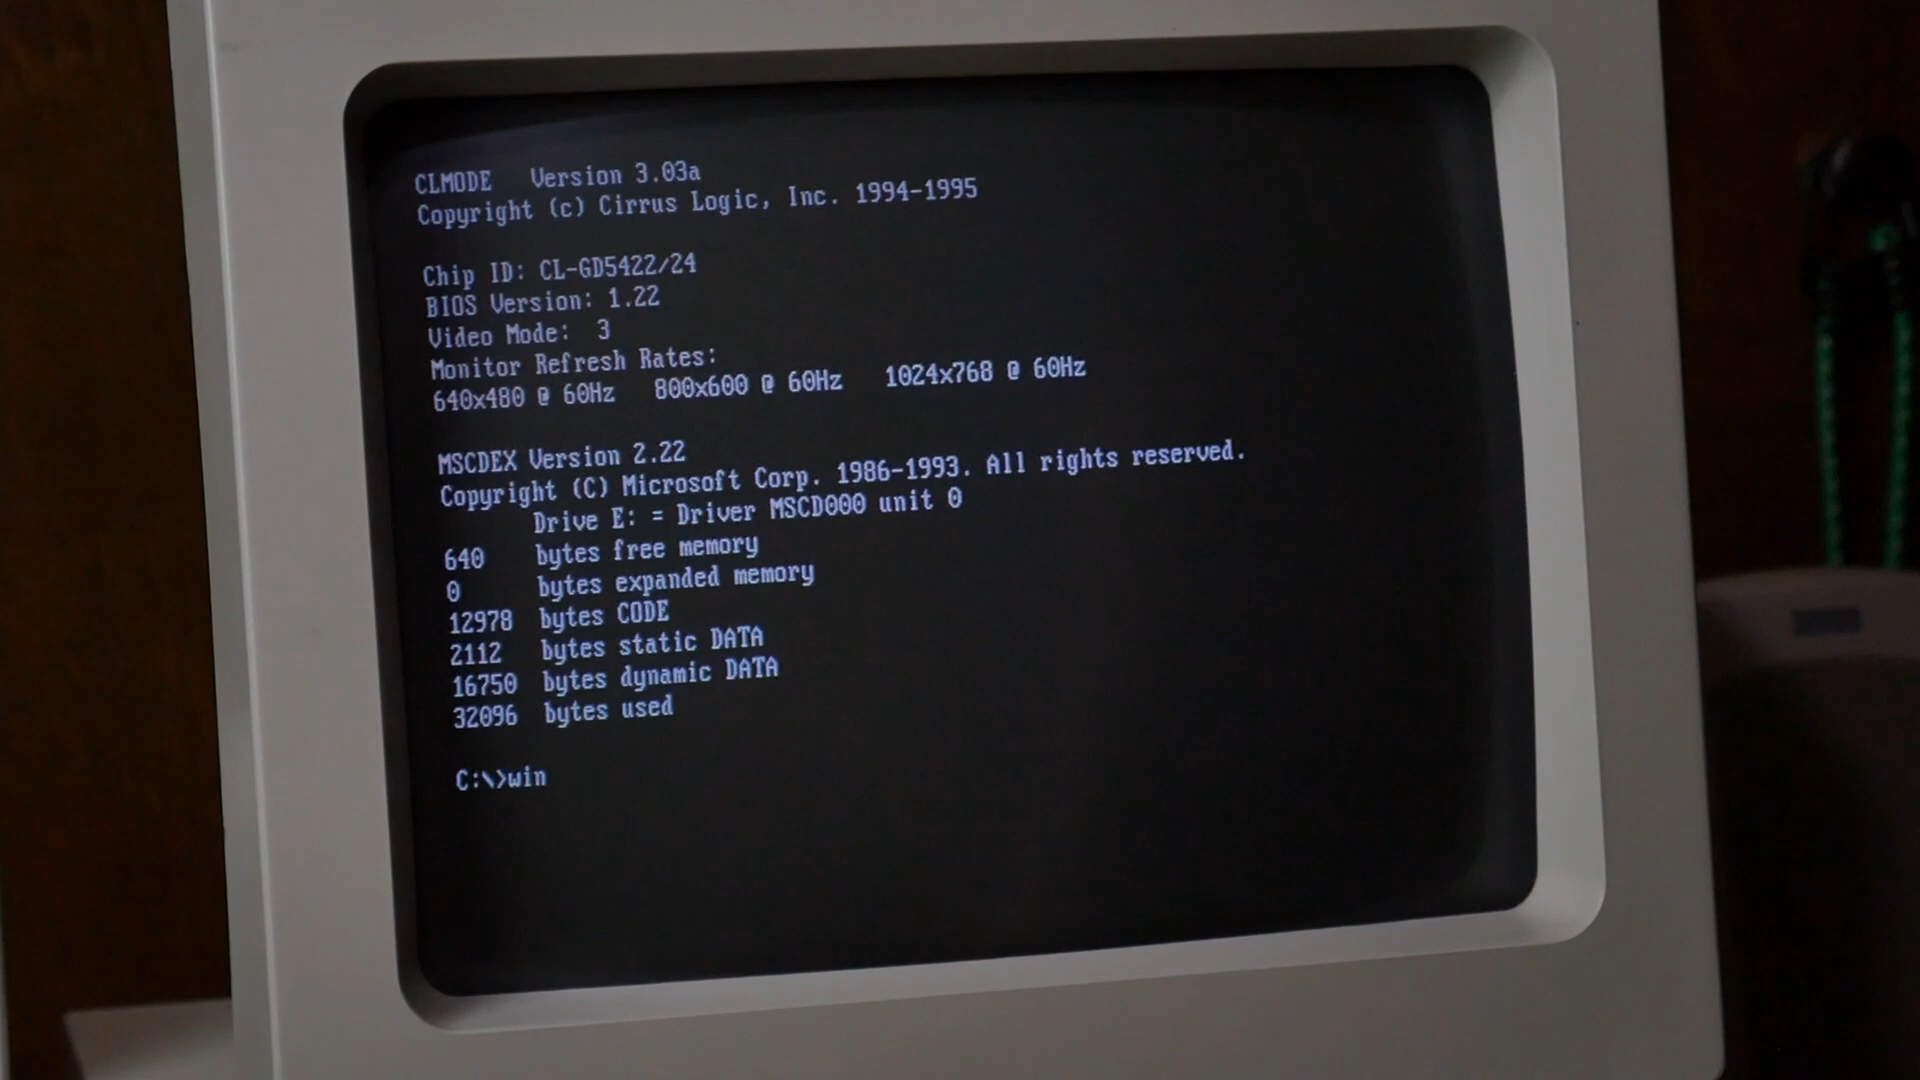 CLMODE   Version 3.03a
Copyright (c) Cirrus Logic, Inc. 1994-1995
Chip ID: CL-GD5422/24
BIOS Version: 1.22
Video Mode:  3
Monitor Refresh Rates:
640x480 @ 60Hz   800x600 @ 60Hz   1024x768 @ 60Hz
MSCDEX Version 2.22
Copyright (C) Microsoft Corp. 1986-1993. All rights reserved.
Drive E: = Driver MSCD000 unit 0
640    bytes free memory
0      bytes expanded memory
12978  bytes CODE
2112   bytes static DATA
16750  bytes dynamic DATA
32096  bytes used
C:\>win